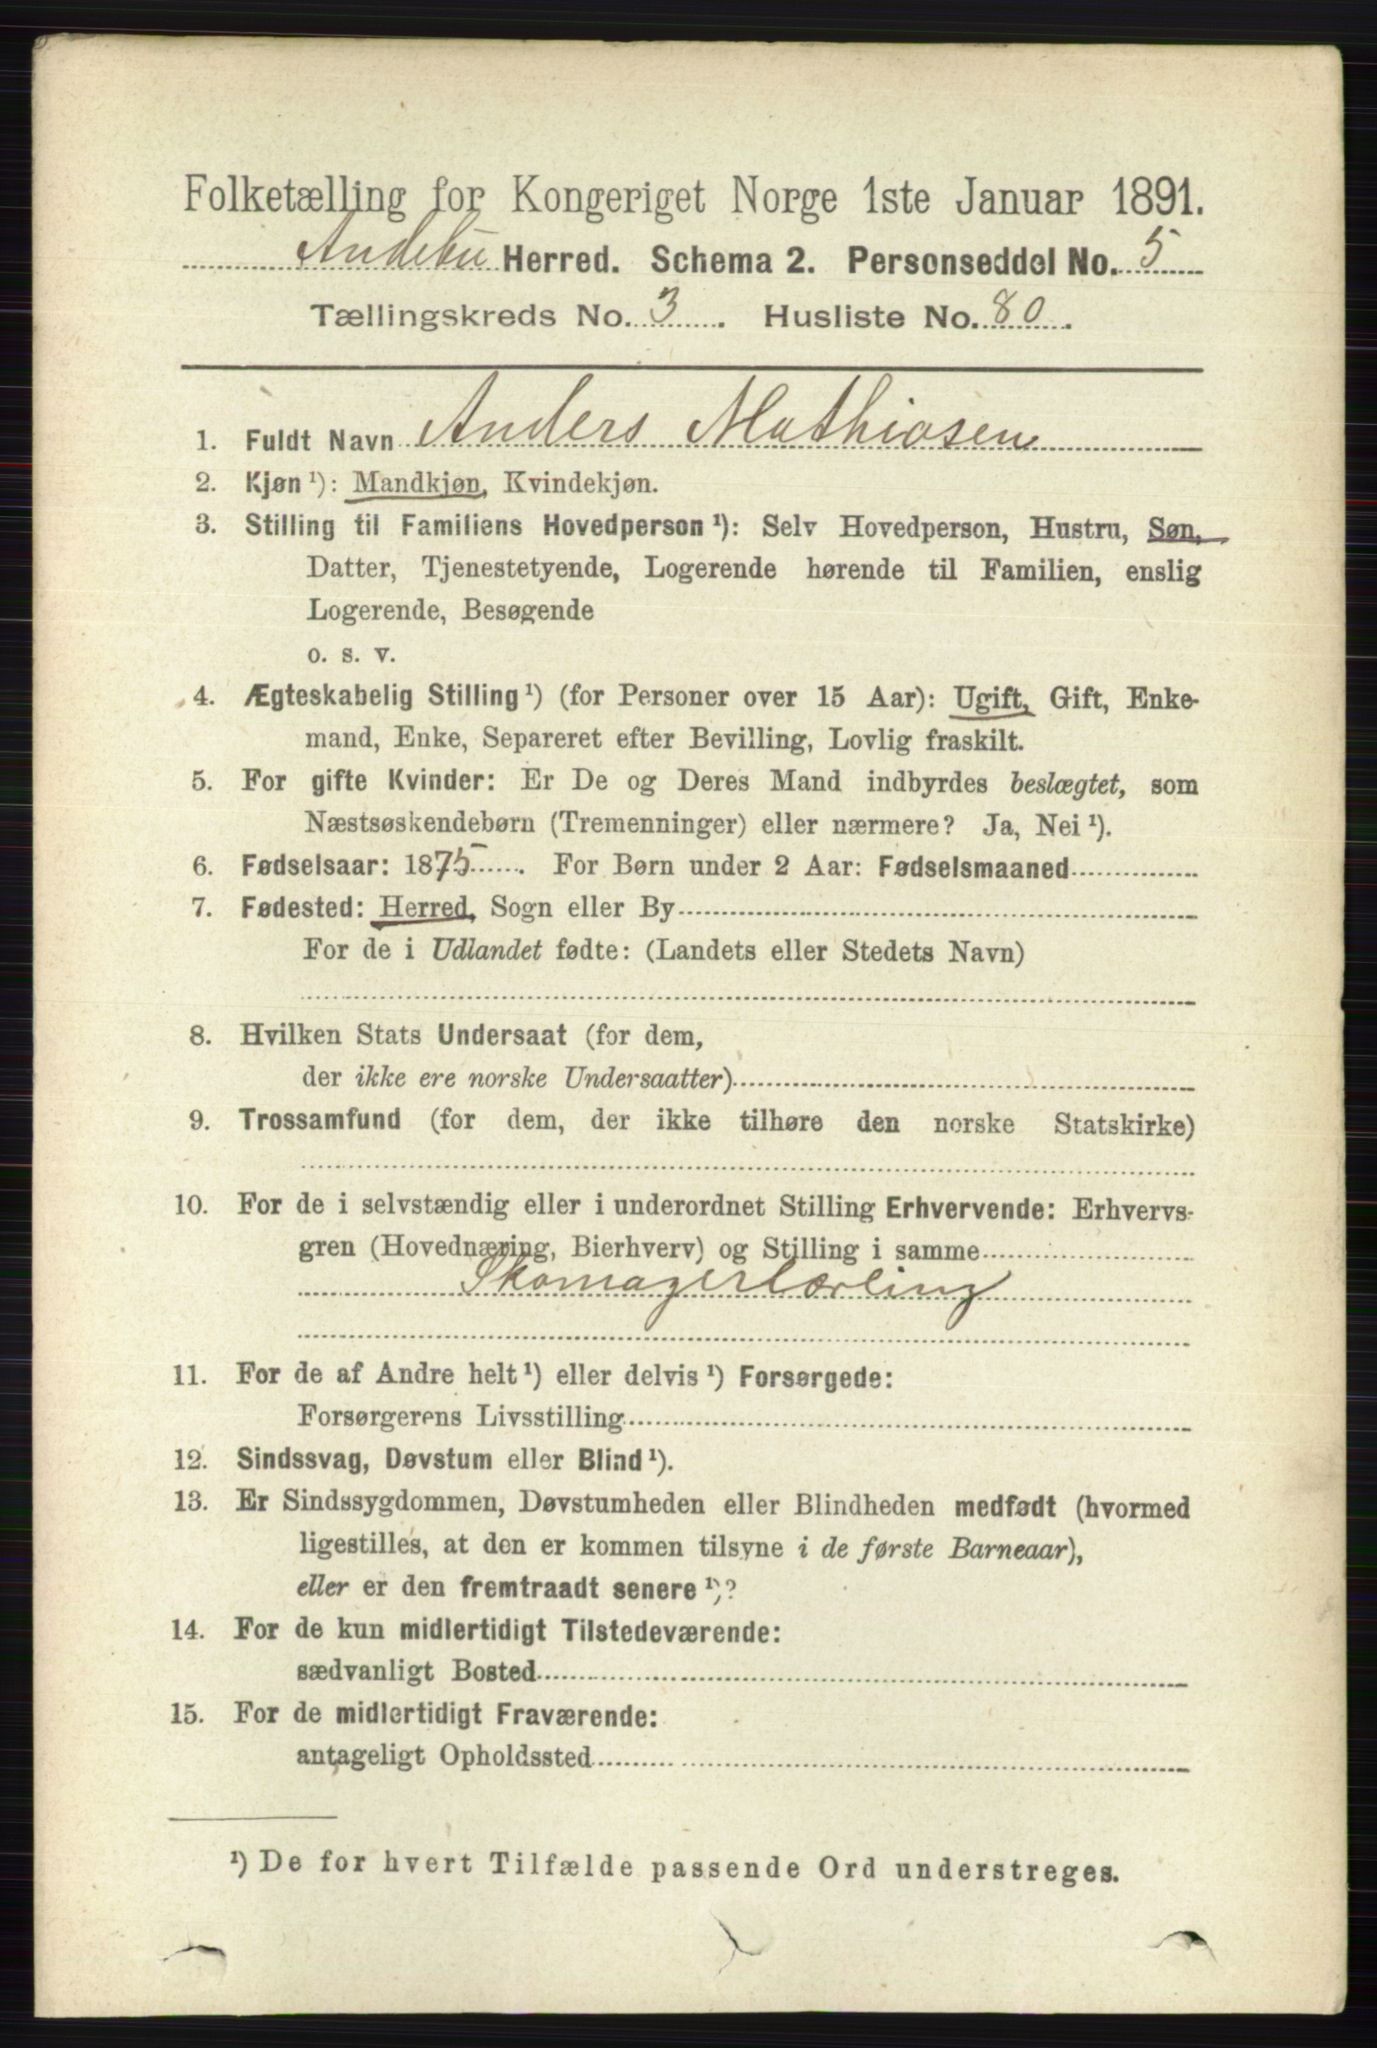 Folketælling for Kongeriget Norge 1ste Januar 1891.
Andebu Herred. Schema 2. Personseddel No. 5
Tællingskreds No. 3. Husliste No. 80.
1. Fuldt Navn Anders Mathiasen
2. Kjøn ¹): Mandkjøn, Kvindekjøn.
3. Stilling til Familiens Hovedperson ¹): Selv Hovedperson, Hustru, Søn,
Datter, Tjenestetyende, Logerende hørende til Familien, enslig
Logerende, Besøgende
o. s. v.
4. Ægteskabelig Stilling ¹) (for Personer over 15 Aar): Ugift, Gift, Enke-
mand, Enke, Separeret efter Bevilling, Lovlig fraskilt.
5. For gifte Kvinder: Er De og Deres Mand indbyrdes beslægtet, som
Næstsøskendebørn (Tremenninger) eller nærmere? Ja, Nei ¹).
6. Fødselsaar: 1875. For Børn under 2 Aar: Fødselsmaaned
7. Fødested: Herred, Sogn eller By
For de i Udlandet fødte: (Landets eller Stedets Navn)
8. Hvilken Stats Undersaat (for dem,
der ikke ere norske Undersaatter)
9. Trossamfund (for dem, der ikke tilhøre den norske Statskirke)
10. For de i selvstændig eller i underordnet Stilling Erhvervende: Erhvervs-
gren (Hovednæring, Bierhverv) og Stilling i samme
Skomagerlærling
11. For de af Andre helt ¹) eller delvis ¹) Forsørgede:
Forsørgerens Livsstilling
12. Sindssvag, Døvstum eller Blind ¹).
13. Er Sindssygdommen, Døvstumheden eller Blindheden medfødt (hvormed
ligestilles, at den er kommen tilsyne i de første Barneaar),
eller er den fremtraadt senere ¹)?
14. For de kun midlertidigt Tilstedeværende:
sædvanligt Bosted
15. For de midlertidigt Fraværende:
antageligt Opholdssted
¹) De for hvert Tilfælde passende Ord understreges.